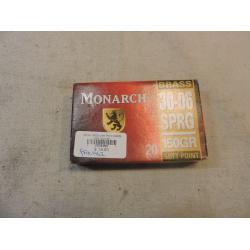 BRASS
MONARCH
30-06
SPRG
20
150GR
SOFT POINT